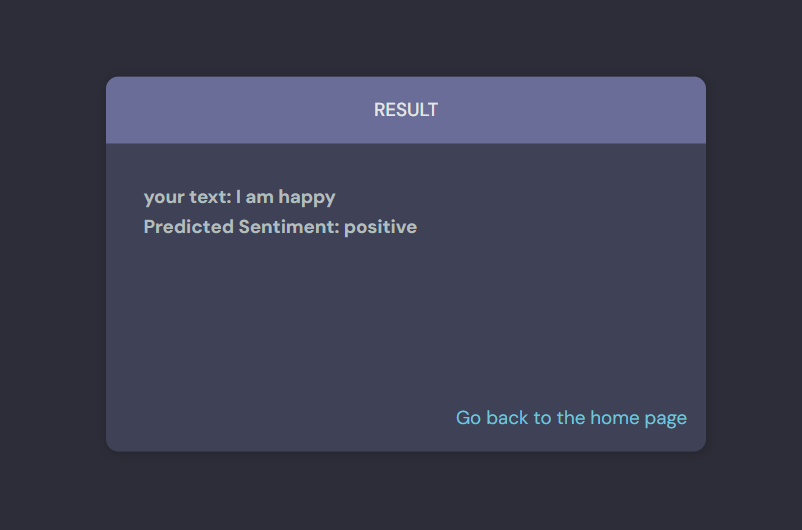 RESULT
your text: I am happy
Predicted Sentiment: positive
Go back to the home page